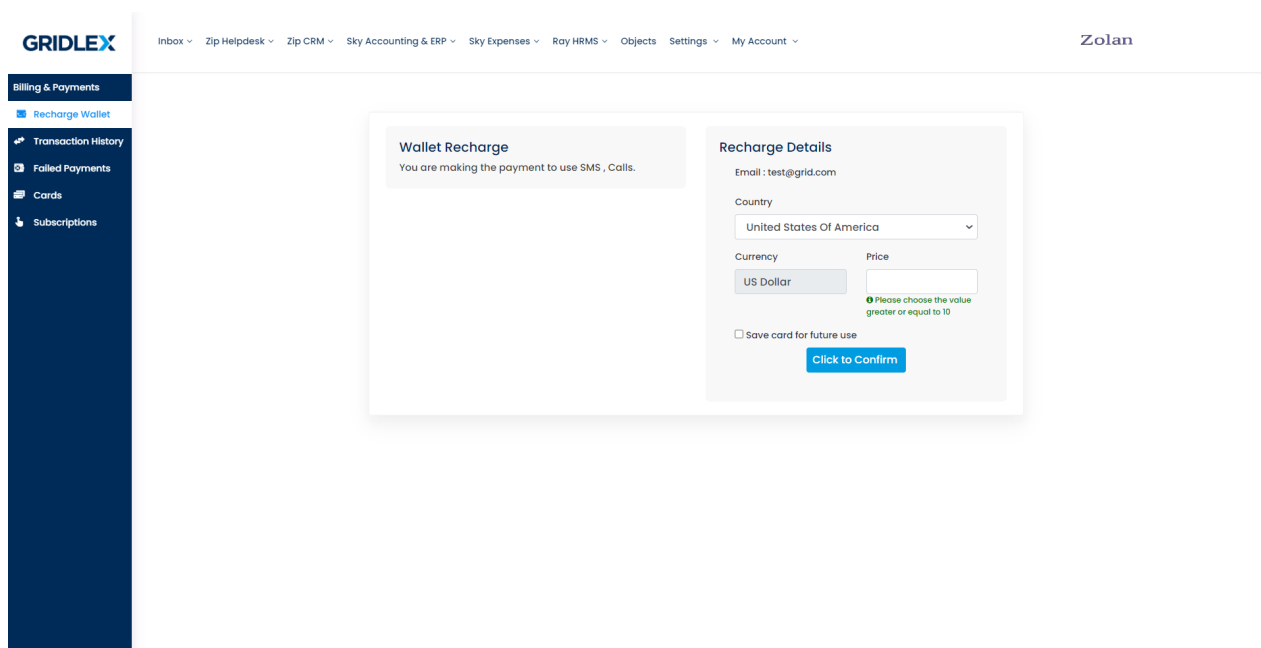 GRIDLEX
Inbox Zip Helpdesk Zip CRM Sky Accounting & ERP Sky Expenses Ray HRMS Objects Settings My Account
Zolan
Billing & Payments
Recharge Wallet
Transaction History
Failed Payments
Cards
Subscriptions
Wallet Recharge
You are making the payment to use SMS , Calls.
Recharge Details
Email : test@grid.com
Country
United States Of America
Currency Price
US Dollar
Please choose the value
greater or equal to 10
Save card for future use
Click to Confirm